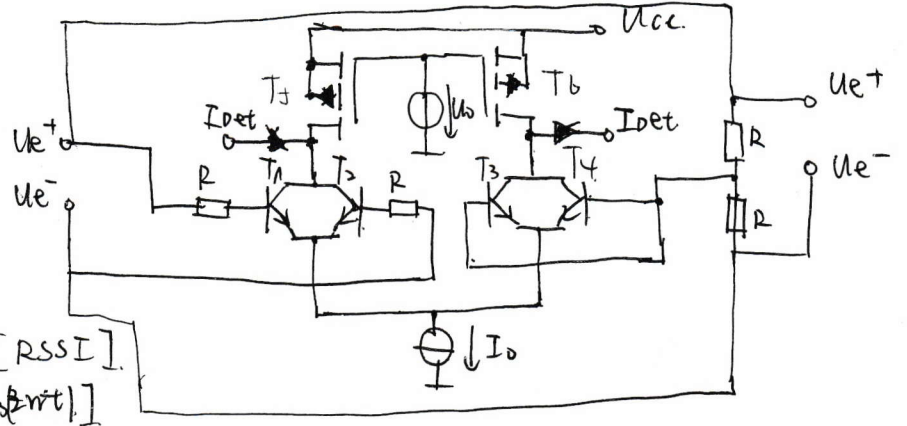 Ucc
T5
T6
Ue+
U0
IDet
IDet
Ue+
R
Ue-
Ue-
R
T1
T2
R
T3
T4
R
[RSSI].
I0